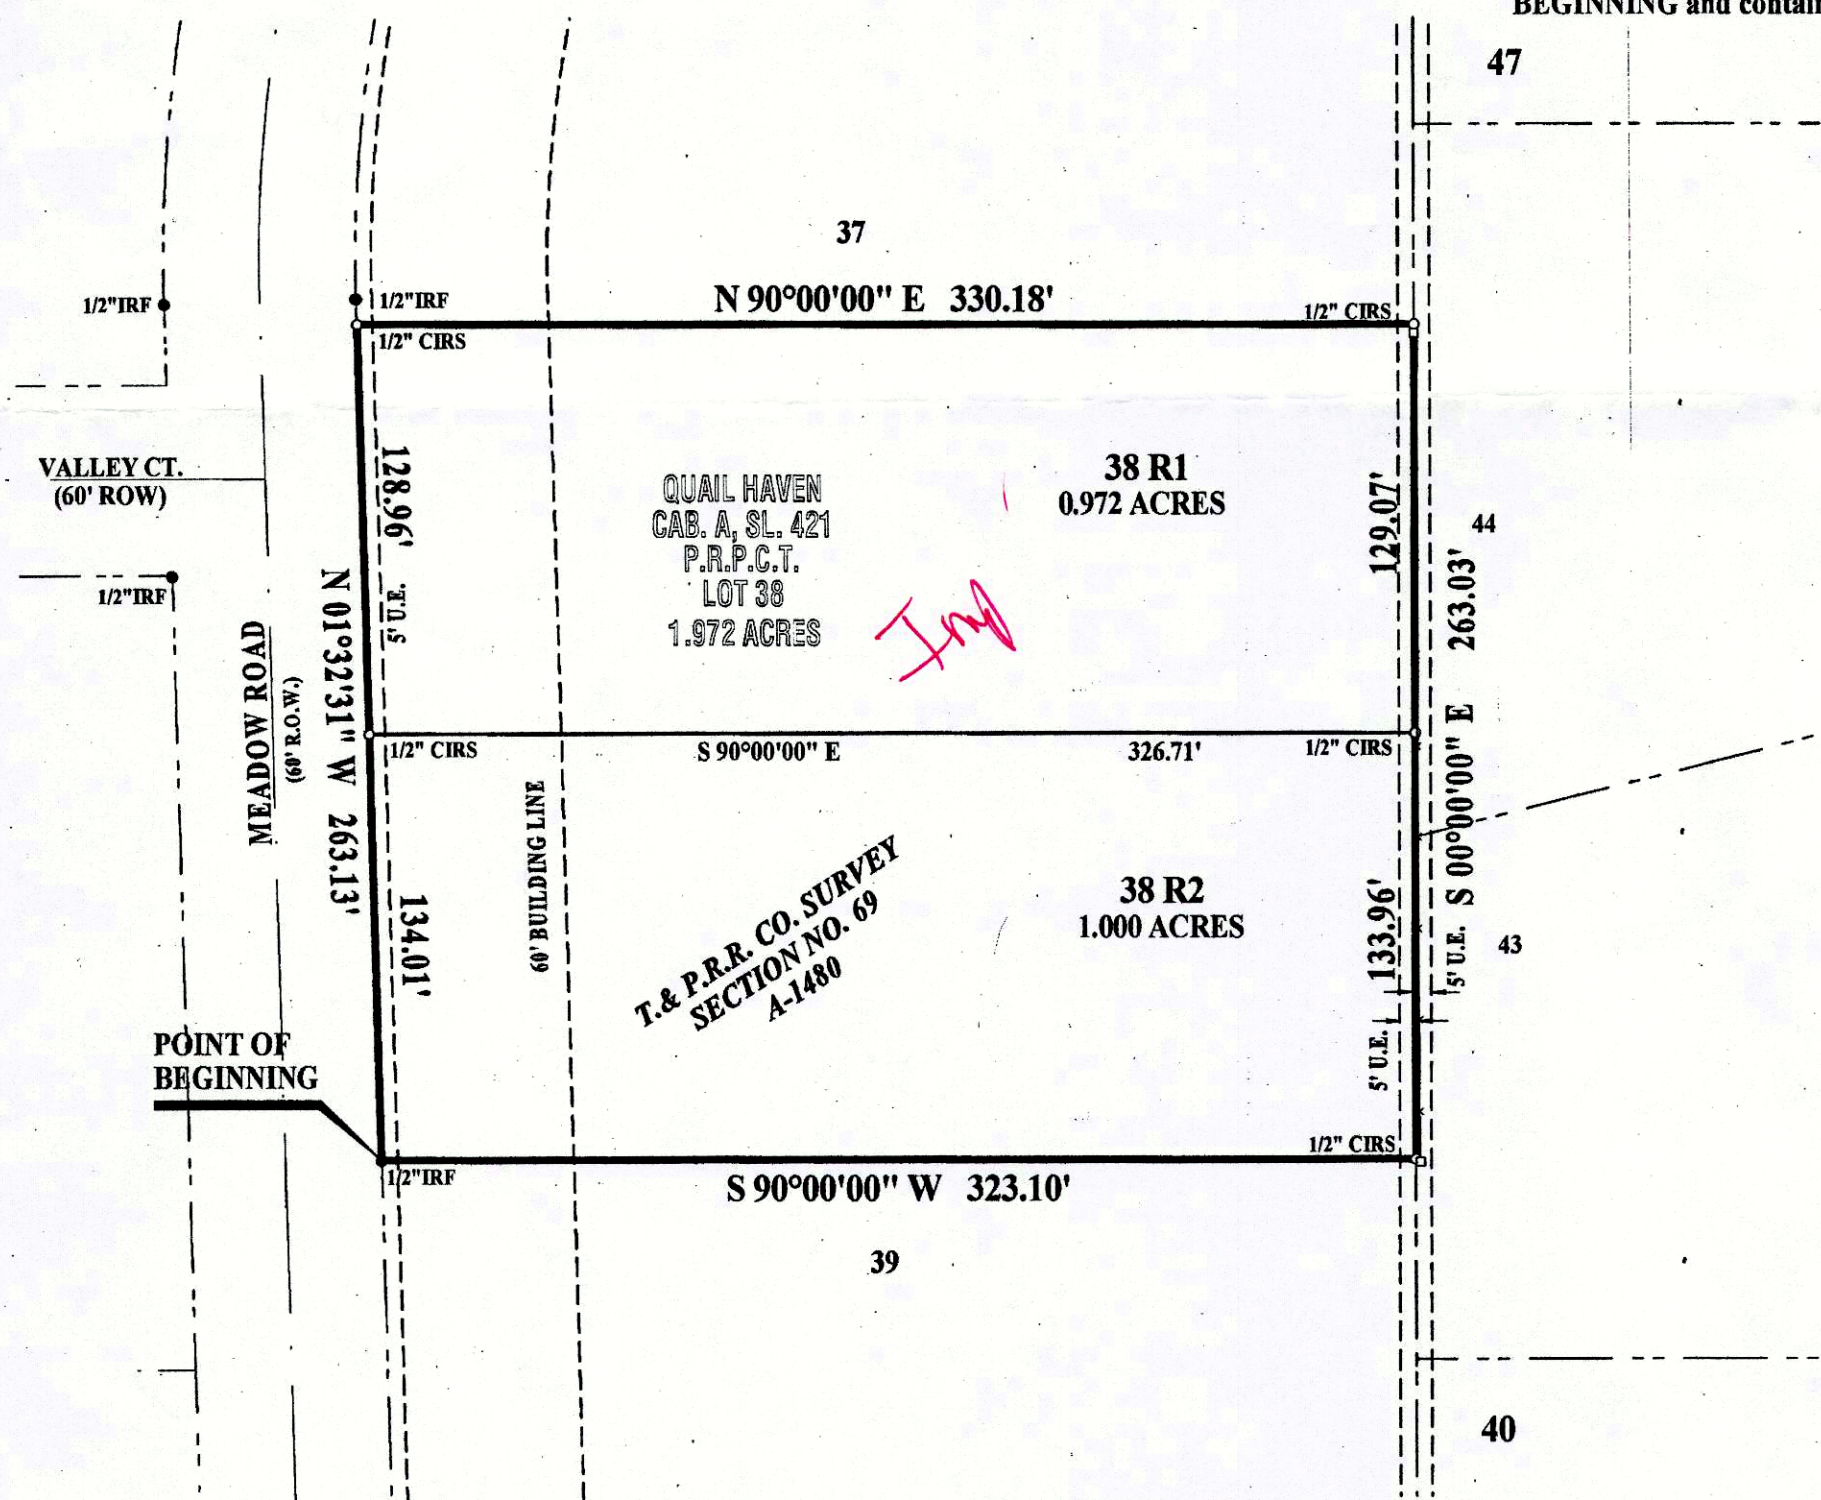 BEGINNING and contain
47
37
1/2"IRF
1/2"IRF
N 90°00'00" E 330.18'
1/2" CIRS
1/2" CIRS
VALLEY CT.
(60' ROW)
128.96'
QUAIL HAVEN
CAB. A, SL. 421
P.R.P.C.T.
LOT 38
1.972 ACRES
38 R1
0.972 ACRES
129.07'
44
263.03'
1/2"IRF
5' U.E.
N 01°32'31" W 263.13'
MEADOW ROAD
(60' R.O.W.)
Imp
1/2" CIRS
S 90°00'00" E
326.71'
1/2" CIRS
S 00°00'00" E
60' BUILDING LINE
T.& P.R.R. CO. SURVEY
SECTION NO. 69
A-1480
38 R2
1.000 ACRES
134.01'
133.96'
5' U.E.
43
5' U.E.
POINT OF
BEGINNING
1/2"IRF
1/2" CIRS
S 90°00'00" W 323.10'
39
40